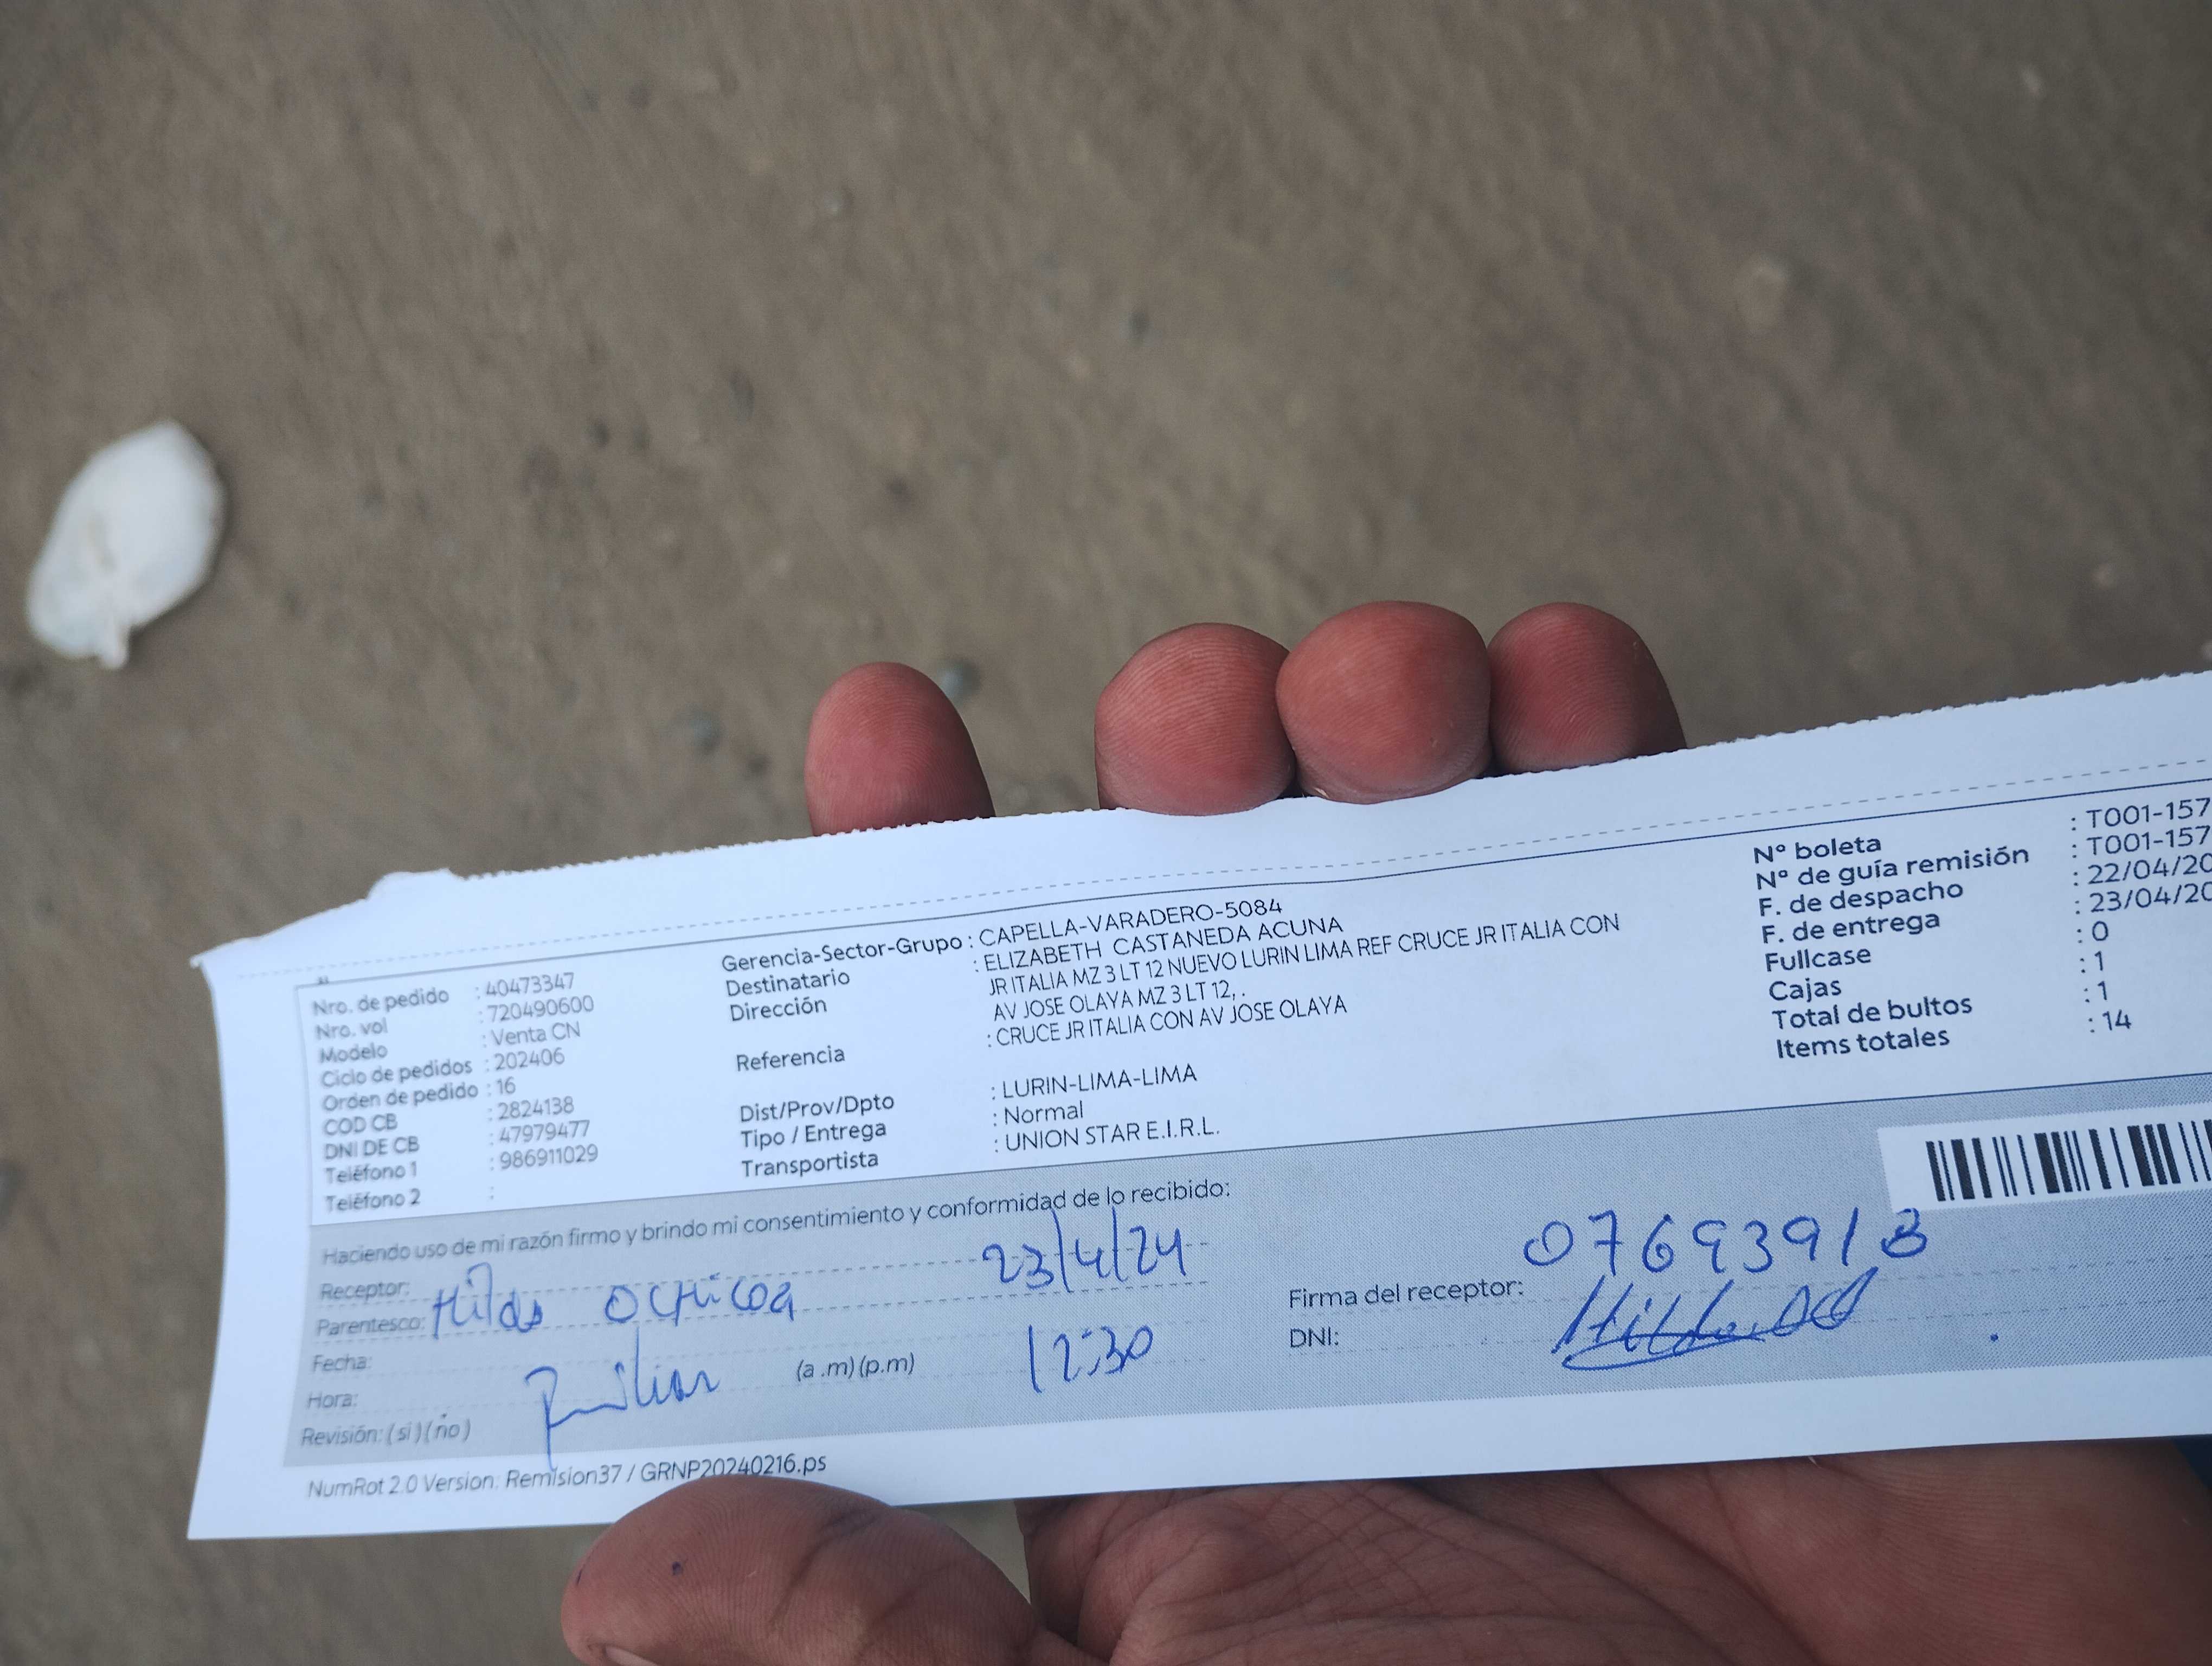 Nro. de pedido : 40473347
Nro. vol : 720490600
Modelo : Venta CN
Ciclo de pedidos : 202406
Orden de pedido : 16
COD CB : 2824138
DNI DE CB : 47979477
Teléfono 1 : 986911029
Teléfono 2 :
Gerencia-Sector-Grupo : CAPELLA-VARADERO-5084
Destinatario : ELIZABETH CASTANEDA ACUNA
Dirección JR ITALIA MZ 3 LT 12 NUEVO LURIN LIMA REF CRUCE JR ITALIA CON
AV JOSE OLAYA MZ 3 LT 12, .
Referencia : CRUCE JR ITALIA CON AV JOSE OLAYA
Dist/Prov/Dpto : LURIN-LIMA-LIMA
Tipo / Entrega : Normal
Transportista : UNION STAR E.I.R.L.
N° boleta : T001-157
N° de guía remisión : T001-157
F. de despacho : 22/04/20
F. de entrega : 23/04/20
Fullcase : 0
Cajas : 1
Total de bultos : 1
Items totales : 14
Haciendo uso de mi razón firmo y brindo mi consentimiento y conformidad de lo recibido:
Receptor: 23/4/24
Parentesco: Hilda OCHICOA
Fecha:
Hora: (a .m) (p.m) 12:30
Revisión: ( si ) ( no )
07693918
Firma del receptor:
DNI: Hilda
NumRot 2.0 Version: Remision37 / GRNP20240216.ps